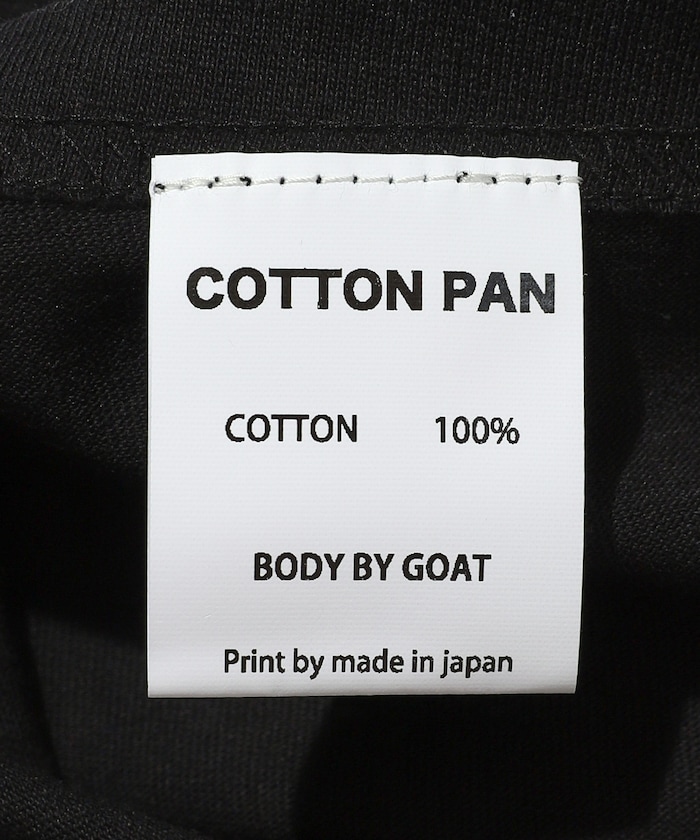 COTTON PAN
COTTON 100%
BODY BY GOAT
Print by made in japan